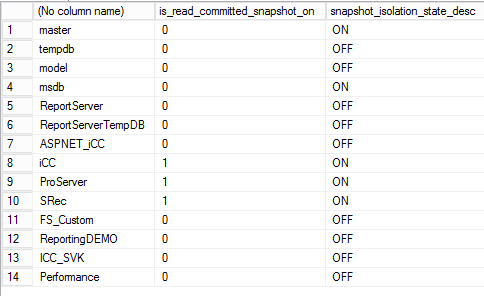 (No column name) is_read_committed_snapshot_on snapshot_isolation_state_desc
1 master 0 ON
2 tempdb 0 OFF
3 model 0 OFF
4 msdb 0 ON
5 ReportServer 0 OFF
6 ReportServerTempDB 0 OFF
7 ASPNET_iCC 0 OFF
8 iCC 1 ON
9 ProServer 1 ON
10 SRec 1 ON
11 FS_Custom 0 OFF
12 ReportingDEMO 0 OFF
13 ICC_SVK 0 OFF
14 Performance 0 OFF